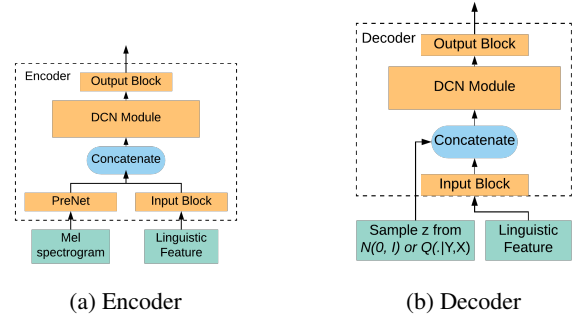 Encoder
Output Block
DCN Module
Concatenate
PreNet
Input Block
Mel
spectrogram
Linguistic
Feature
(a) Encoder
Decoder
Output Block
DCN Module
Concatenate
Input Block
Sample z from
N(0, I) or Q(.|Y,X)
Linguistic
Feature
(b) Decoder